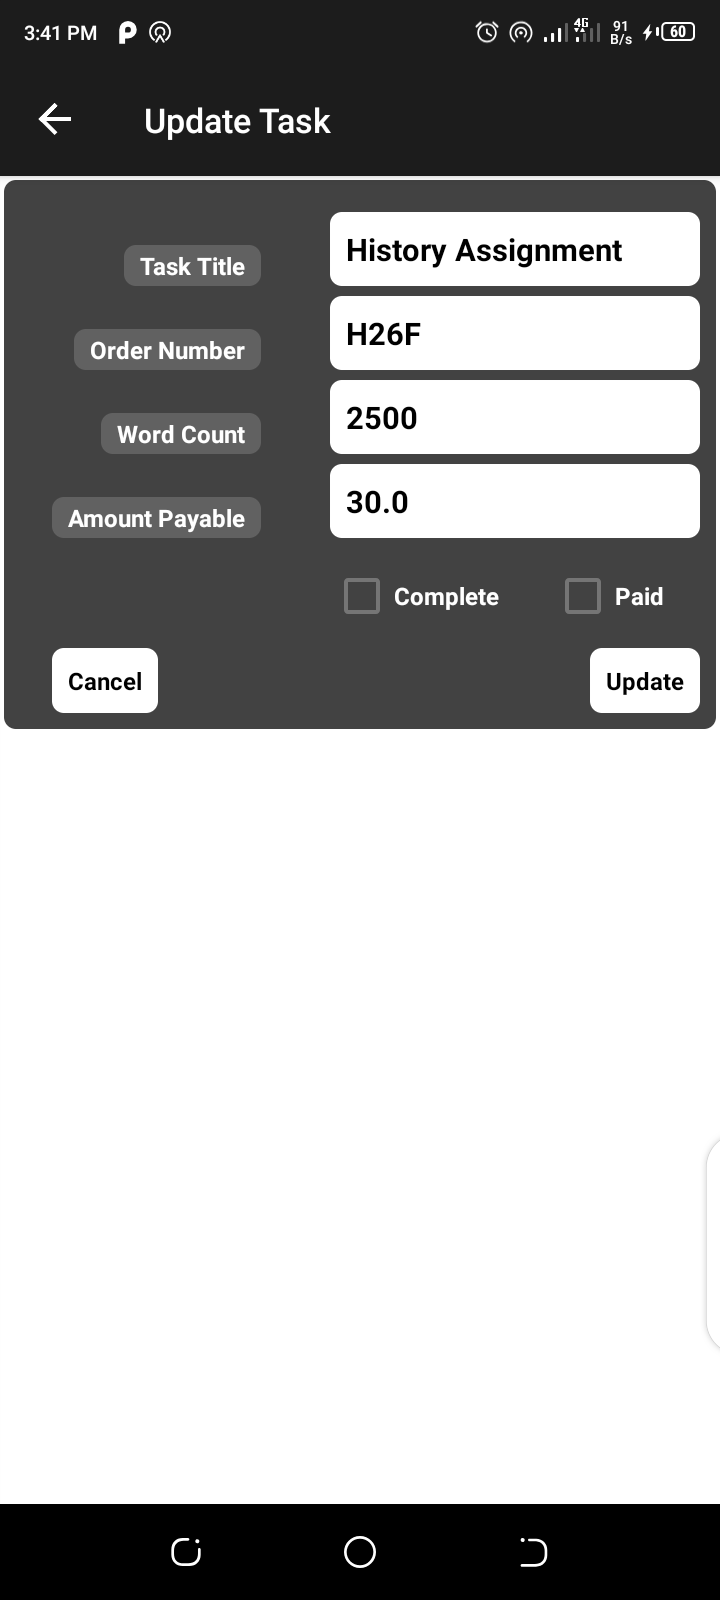 3:41 PM 4G 91 B/s 60
Update Task
Task Title History Assignment
Order Number H26F
Word Count 2500
Amount Payable 30.0
Complete Paid
Cancel Update